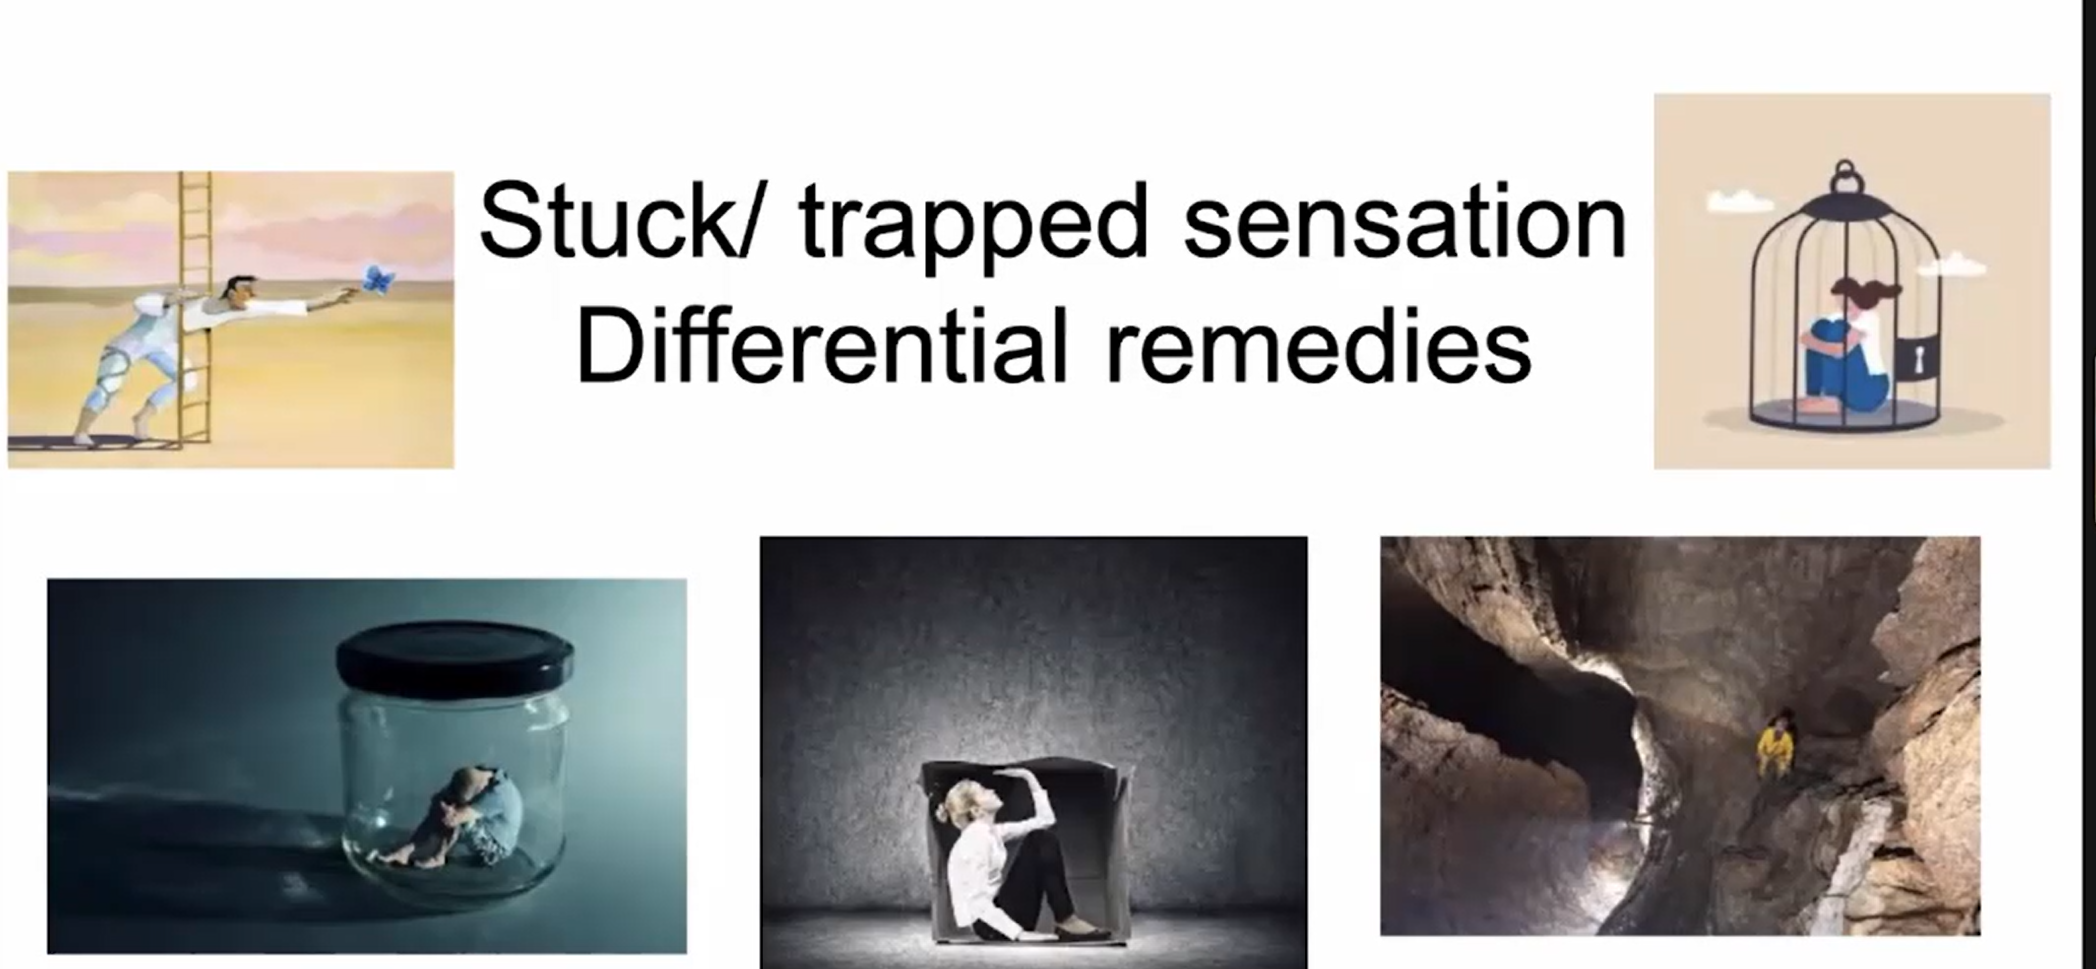 Stuck/ trapped sensation
Differential remedies